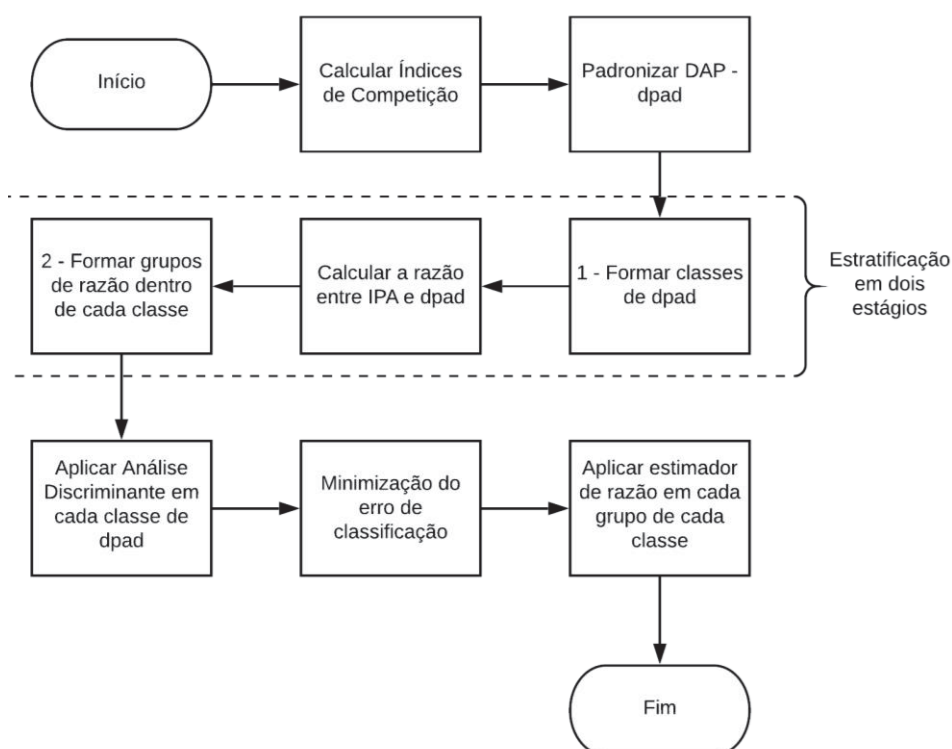 Início
Calcular Índices
de Competição
Padronizar DAP -
dpad
2 - Formar grupos
de razão dentro
de cada classe
Calcular a razão
entre IPA e dpad
1 - Formar classes
de dpad
Estratificação
em dois
estágios
Aplicar Análise
Discriminante em
cada classe de
dpad
Minimização do
erro de
classificação
Aplicar estimador
de razão em cada
grupo de cada
classe
Fim